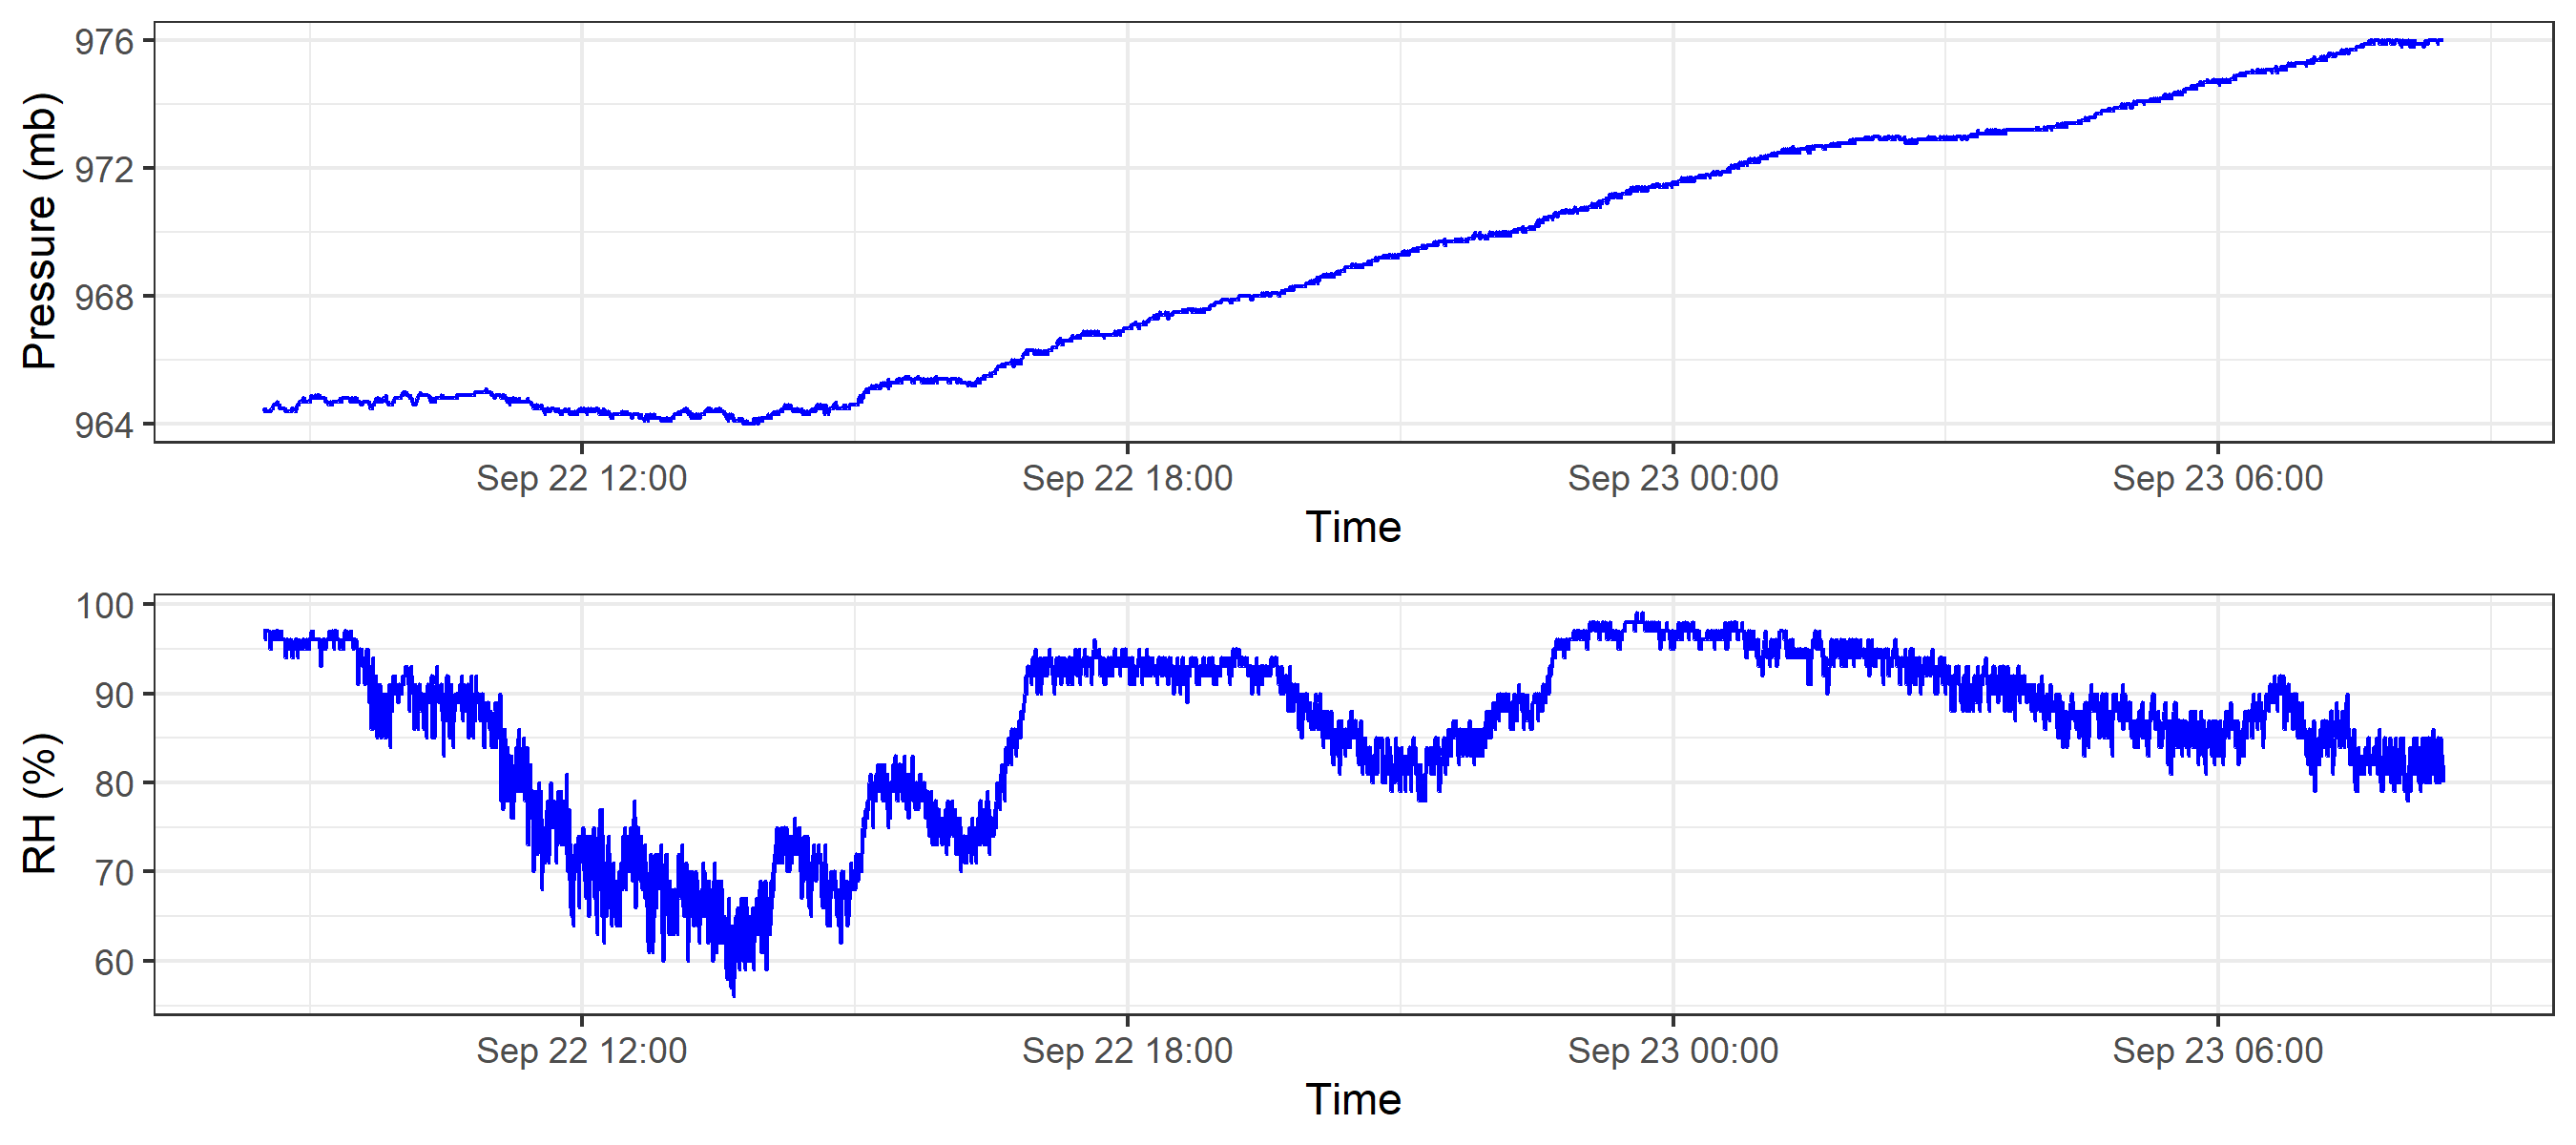 Pressure (mb)
976
972
968
964
Sep 22 12:00
Sep 22 18:00
Sep 23 00:00
Sep 23 06:00
Time
RH (%)
100
90
80
70
60
Sep 22 12:00
Sep 22 18:00
Sep 23 00:00
Sep 23 06:00
Time